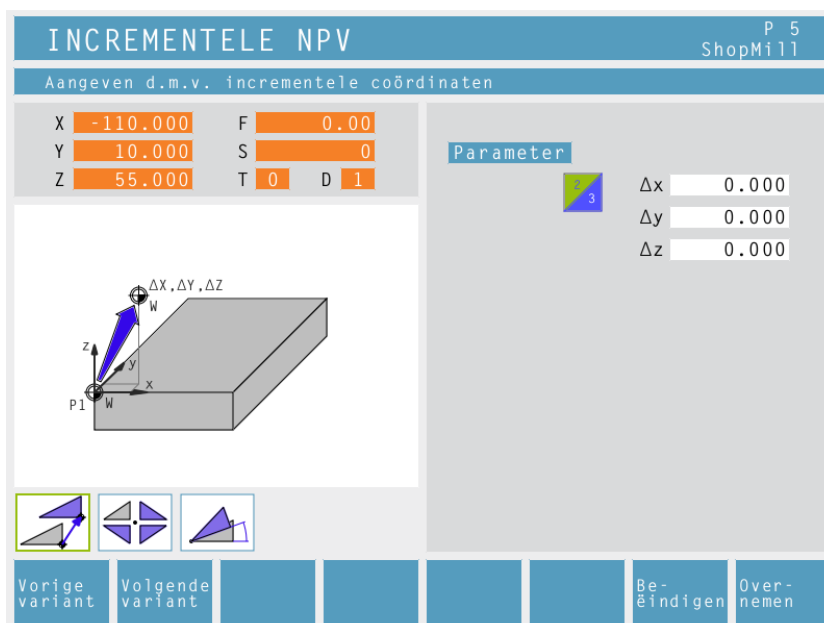 INCREMENTELE NPV
P 5
ShopMill
Aangeven d.m.v. incrementele coördinaten
X -110.000 F 0.00
Y 10.000 S 0
Z 55.000 T 0 D 1
Parameter
2
3
Δx 0.000
Δy 0.000
Δz 0.000
ΔX,ΔY,ΔZ
W
z
y
x
P1 W
Vorige
variant
Volgende
variant
Be-
ëindigen
Over-
nemen